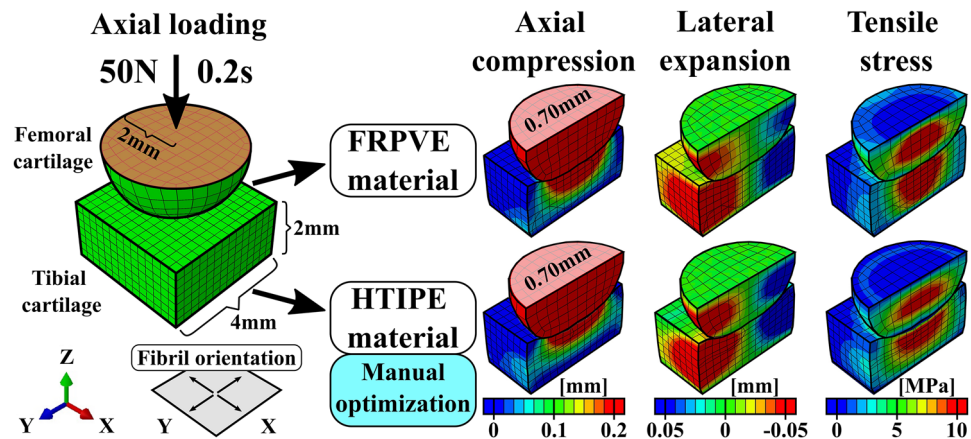 Axial loading
50N 0.2s
Femoral
cartilage
2mm
2mm
Tibial
cartilage
4mm
Z
Y X
Fibril orientation
Y X
FRPVE
material
HTIPE
material
Manual
optimization
Axial
compression
0.70mm
0.70mm
[mm]
0 0.1 0.2
Lateral
expansion
[mm]
0.05 0 -0.05
Tensile
stress
[MPa]
0 5 10